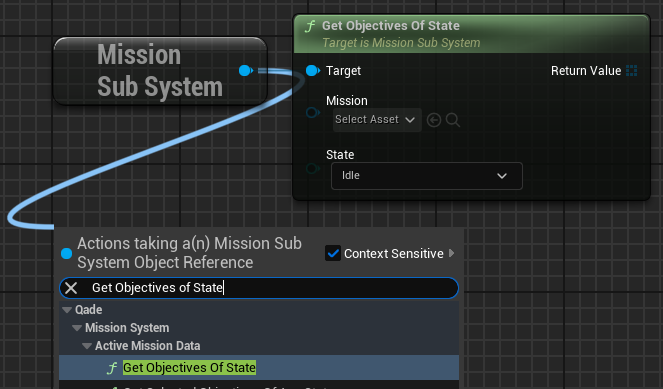 Get Objectives Of State
Target is Mission Sub System
Mission
Sub System
Target
Return Value
Mission
Select Asset
State
Idle
Actions taking a(n) Mission Sub
System Object Reference
Context Sensitive
Get Objectives of State
Qade
Mission System
Active Mission Data
Get Objectives Of State